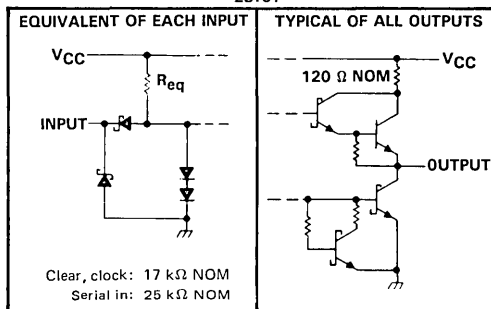 EQUIVALENT OF EACH INPUT
VCC
Req
INPUT
Clear, clock: 17 kΩ NOM
Serial in: 25 kΩ NOM
TYPICAL OF ALL OUTPUTS
VCC
120 Ω NOM
OUTPUT